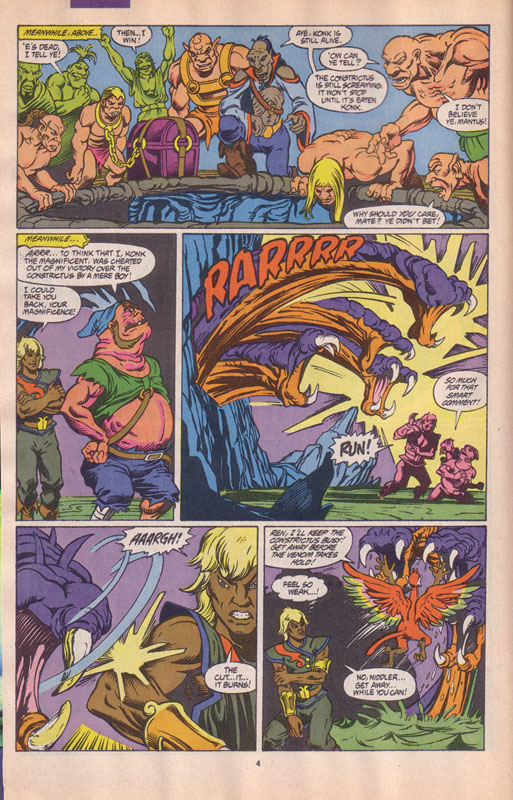 MEANWHILE, ABOVE...
'E'S DEAD,
I TELL YE!
THEN...I
WIN!
AYE, KONK IS
STILL ALIVE.
'OW CAN
YE TELL?
THE CONSTRICTUS
IS STILL SCREAMING.
IT WON'T STOP
UNTIL IT'S EATEN
KONK.
I DON'T
BELIEVE
YE, MANTUS!
WHY SHOULD YOU CARE,
MATE? YE DIDN'T BET!
MEANWHILE...
ARRR... TO THINK THAT I, KONK
THE MAGNIFICENT, WAS CHEATED
OUT OF MY VICTORY OVER THE
CONSTRICTUS BY A MERE BOY!
I COULD
TAKE YOU
BACK, YOUR
MAGNIFICENCE!
RARRRRR
SO MUCH
FOR THAT
SMART
COMMENT!
RUN!
AAARGH!
THE
CUT...IT...
IT BURNS!
REN, I'LL KEEP THE
CONSTRICTUS BUSY!
GET AWAY BEFORE
THE VENOM TAKES
HOLD!
FEEL SO
WEAK...!
NO, NIDDLER...
GET AWAY...
WHILE YOU CAN!
4